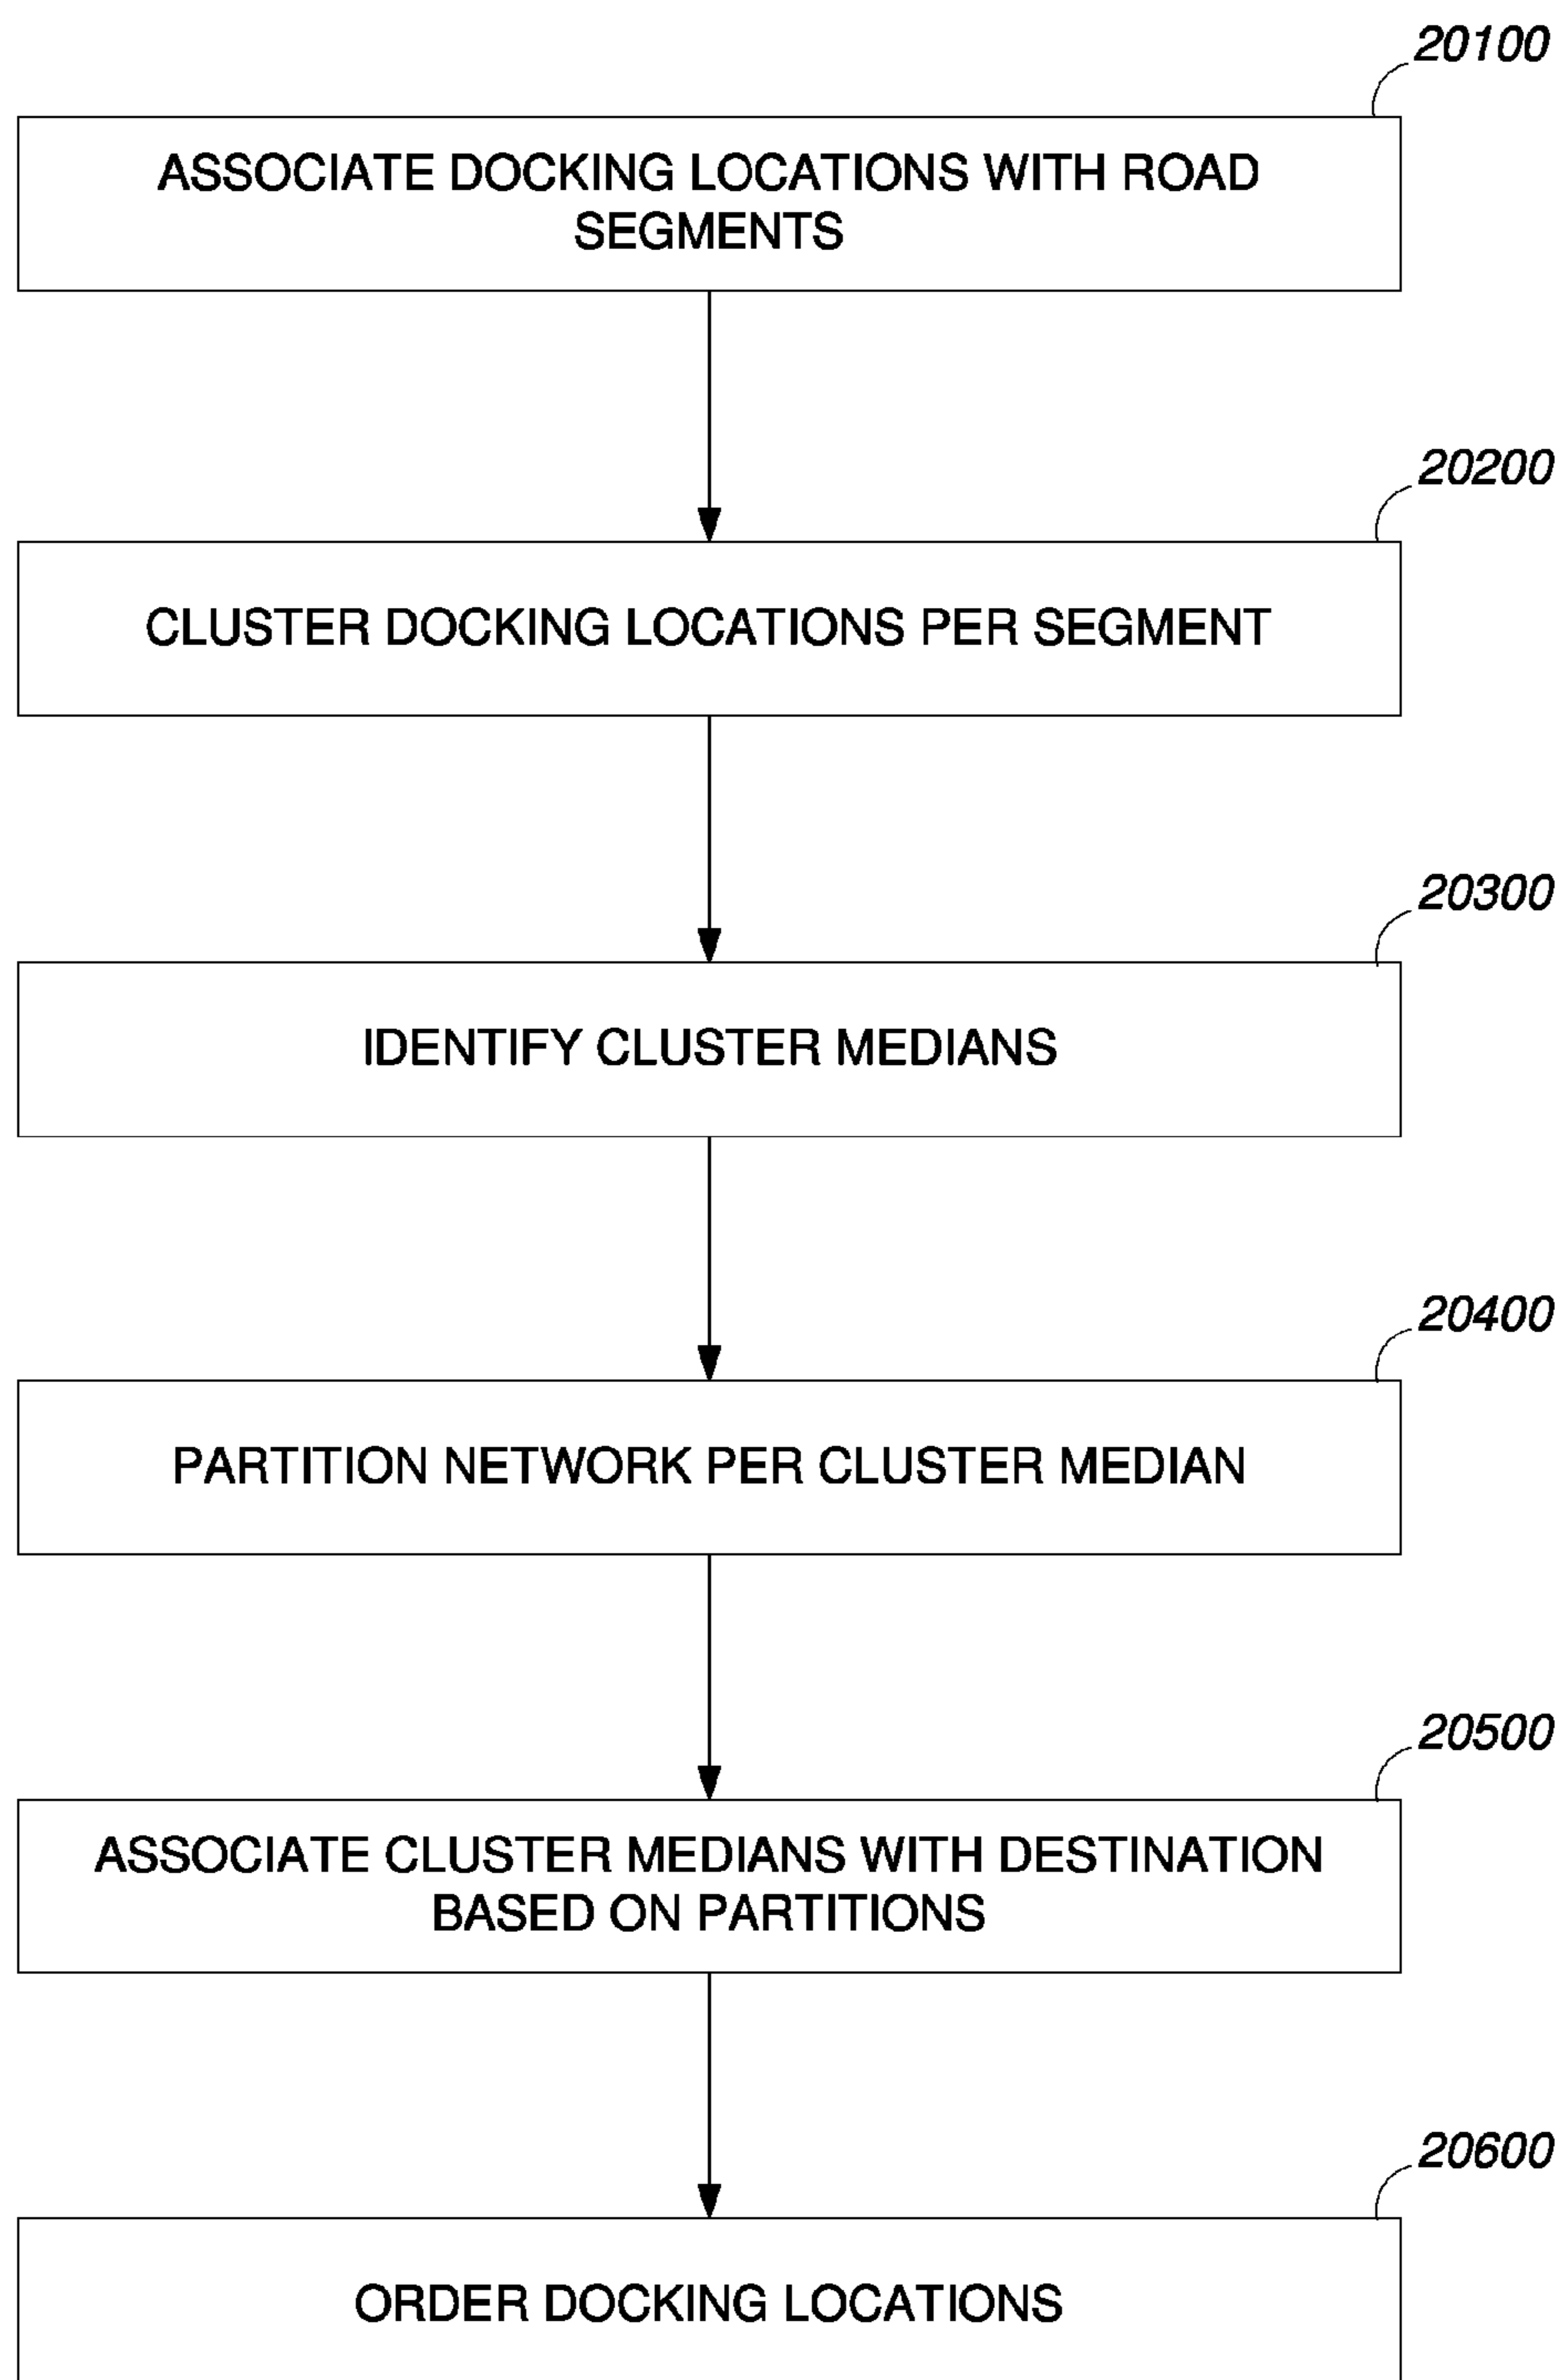 20100
ASSOCIATE DOCKING LOCATIONS WITH ROAD
SEGMENTS
20200
CLUSTER DOCKING LOCATIONS PER SEGMENT
20300
IDENTIFY CLUSTER MEDIANS
20400
PARTITION NETWORK PER CLUSTER MEDIAN
20500
ASSOCIATE CLUSTER MEDIANS WITH DESTINATION
BASED ON PARTITIONS
20600
ORDER DOCKING LOCATIONS